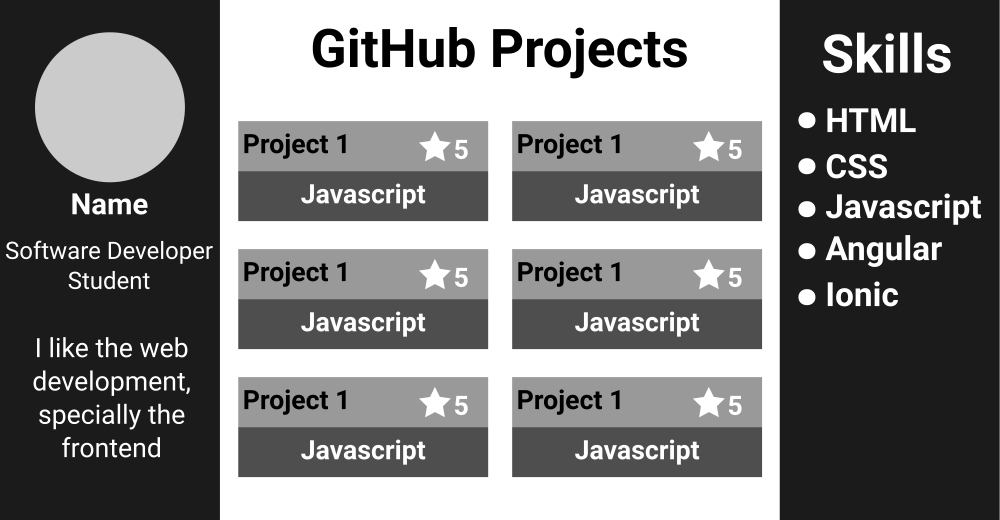 Name
Software Developer
Student
I like the web
development,
specially the
frontend
GitHub Projects
Project 1 5
Javascript
Project 1 5
Javascript
Project 1 5
Javascript
Project 1 5
Javascript
Project 1 5
Javascript
Project 1 5
Javascript
Skills
HTML
CSS
Javascript
Angular
Ionic